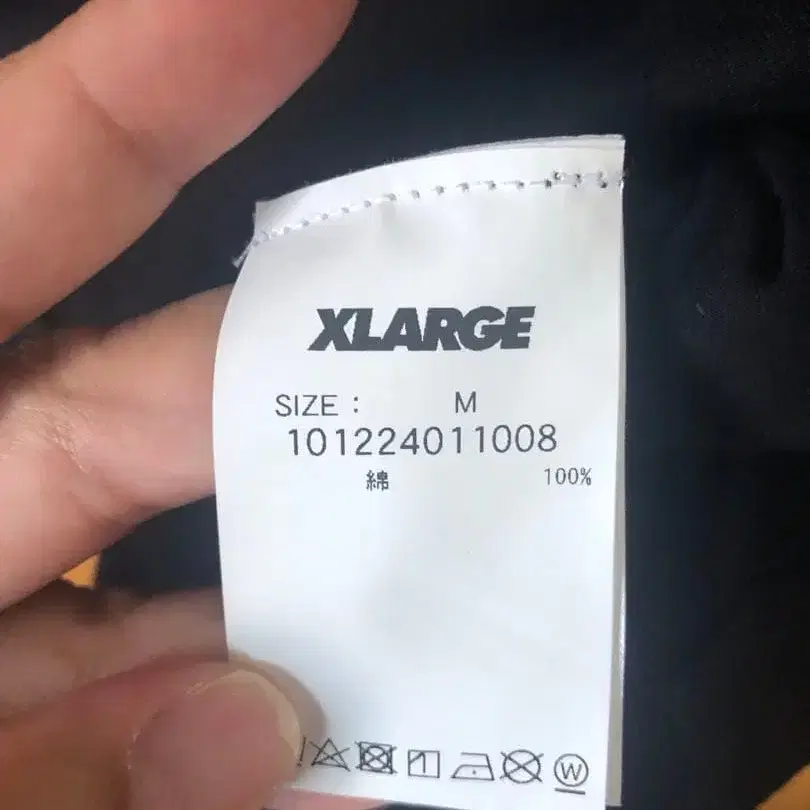 XLARGE
SIZE : M
101224011008
綿 100%
W